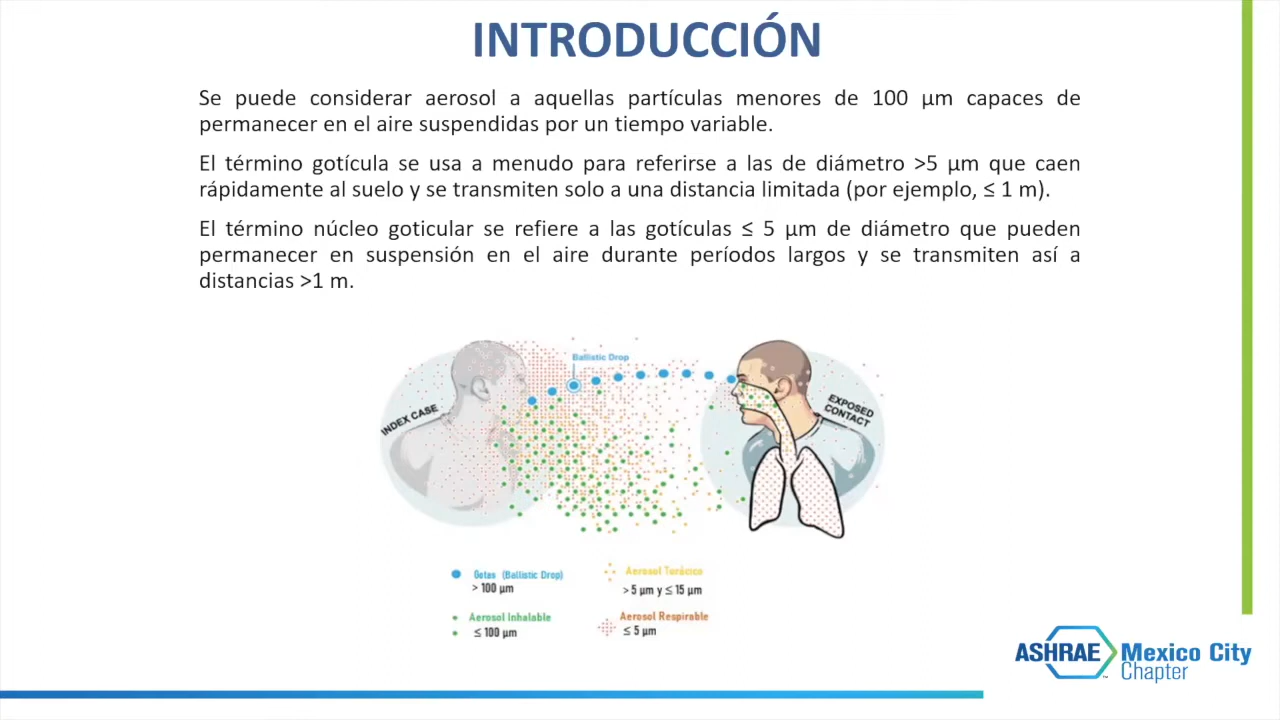 INTRODUCCIÓN
Se puede considerar aerosol a aquellas partículas menores de 100 µm capaces de
permanecer en el aire suspendidas por un tiempo variable.
El término gotícula se usa a menudo para referirse a las de diámetro >5 µm que caen
rápidamente al suelo y se transmiten solo a una distancia limitada (por ejemplo, ≤ 1 m).
El término núcleo goticular se refiere a las gotículas ≤ 5 µm de diámetro que pueden
permanecer en suspensión en el aire durante períodos largos y se transmiten así a
distancias >1 m.
Ballistic Drop
INDEX CASE
EXPOSED
CONTACT
Gotas (Ballistic Drop)
> 100 µm
Aerosol Torácico
> 5 µm y ≤ 15 µm
Aerosol Inhalable
≤ 100 µm
Aerosol Respirable
≤ 5 µm
ASHRAE Mexico City
Chapter